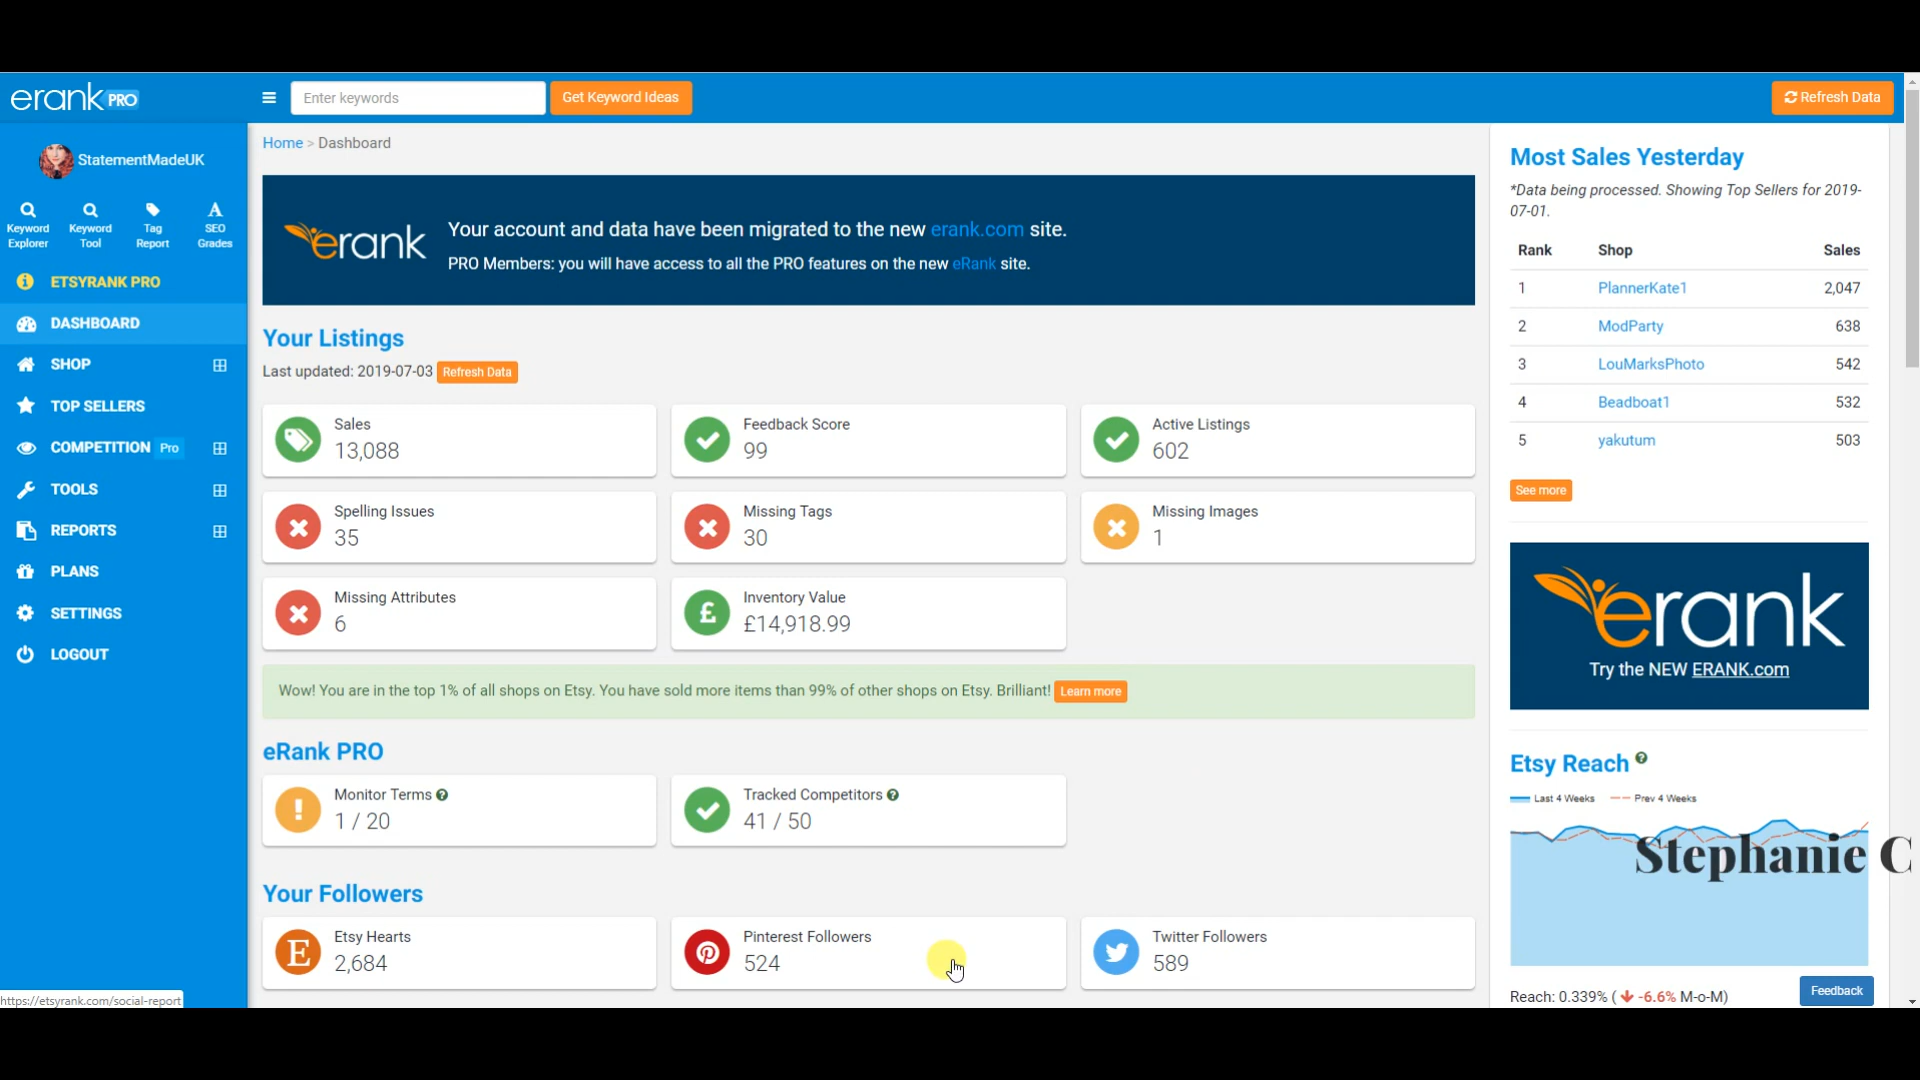 erank PRO
Enter keywords
Get Keyword Ideas
Refresh Data
StatementMadeUK
Keyword Explorer
Keyword Tool
Tag Report
SEO Grades
ETSYRANK PRO
DASHBOARD
SHOP
TOP SELLERS
COMPETITION Pro
TOOLS
REPORTS
PLANS
SETTINGS
LOGOUT
https://etsyrank.com/social-report
Home > Dashboard
erank
Your account and data have been migrated to the new erank.com site.
PRO Members: you will have access to all the PRO features on the new eRank site.
Your Listings
Last updated: 2019-07-03 Refresh Data
Sales
13,088
Feedback Score
99
Active Listings
602
Spelling Issues
35
Missing Tags
30
Missing Images
1
Missing Attributes
6
£
Inventory Value
£14,918.99
Wow! You are in the top 1% of all shops on Etsy. You have sold more items than 99% of other shops on Etsy. Brilliant! Learn more
eRank PRO
Monitor Terms
1 / 20
Tracked Competitors
41 / 50
Your Followers
E
Etsy Hearts
2,684
Pinterest Followers
524
Twitter Followers
589
Most Sales Yesterday
*Data being processed. Showing Top Sellers for 2019-
07-01.
Rank Shop Sales
1 PlannerKate1 2,047
2 ModParty 638
3 LouMarksPhoto 542
4 Beadboat1 532
5 yakutum 503
See more
erank
Try the NEW ERANK.com
Etsy Reach
Last 4 Weeks Prev 4 Weeks
Stephanie C
Reach: 0.339% ( -6.6% M-o-M)
Feedback